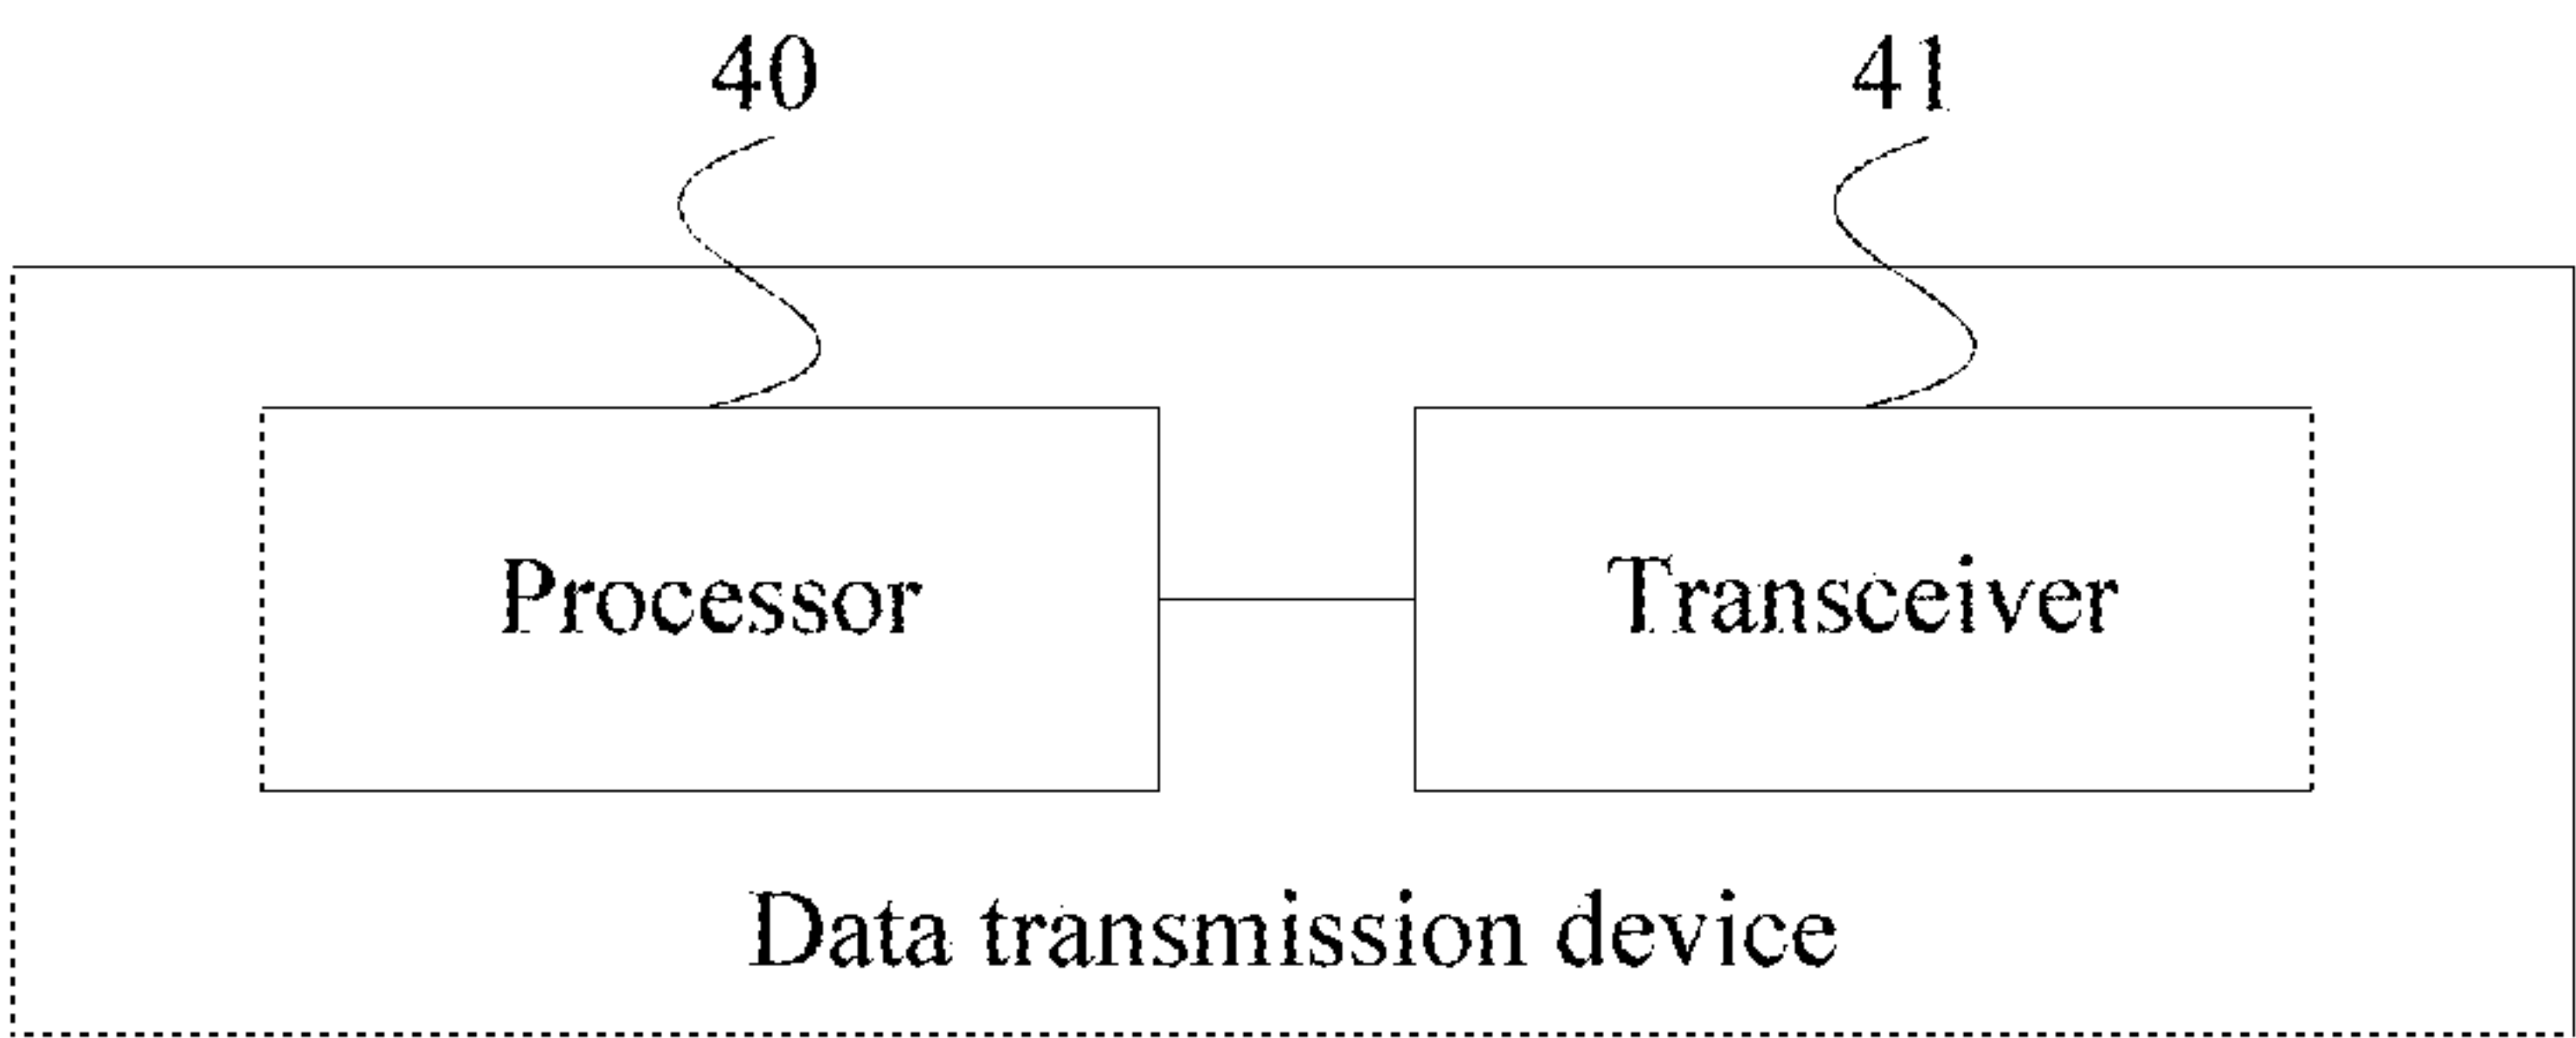 40
41
Processor
Transceiver
Data transmission device